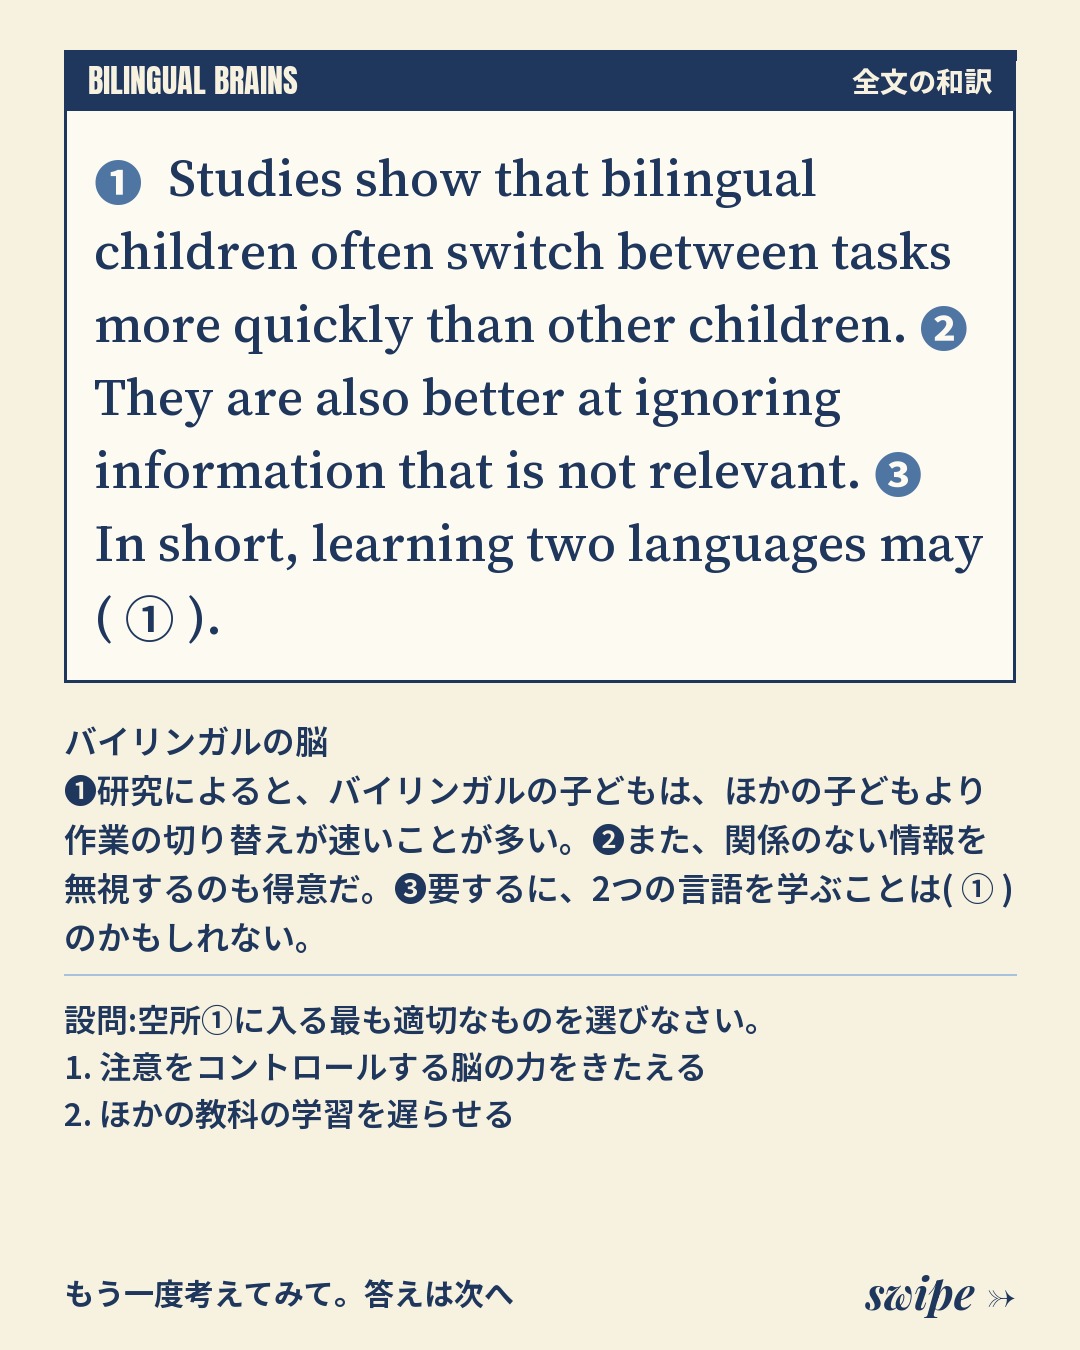 BILINGUAL BRAINS 全文の和訳
❶ Studies show that bilingual
children often switch between tasks
more quickly than other children. ❷
They are also better at ignoring
information that is not relevant. ❸
In short, learning two languages may
( ① ).
バイリンガルの脳
❶研究によると、バイリンガルの子どもは、ほかの子どもより
作業の切り替えが速いことが多い。❷また、関係のない情報を
無視するのも得意だ。❸要するに、2つの言語を学ぶことは( ① )
のかもしれない。
設問:空所①に入る最も適切なものを選びなさい。
1. 注意をコントロールする脳の力をきたえる
2. ほかの教科の学習を遅らせる
もう一度考えてみて。答えは次へ swipe